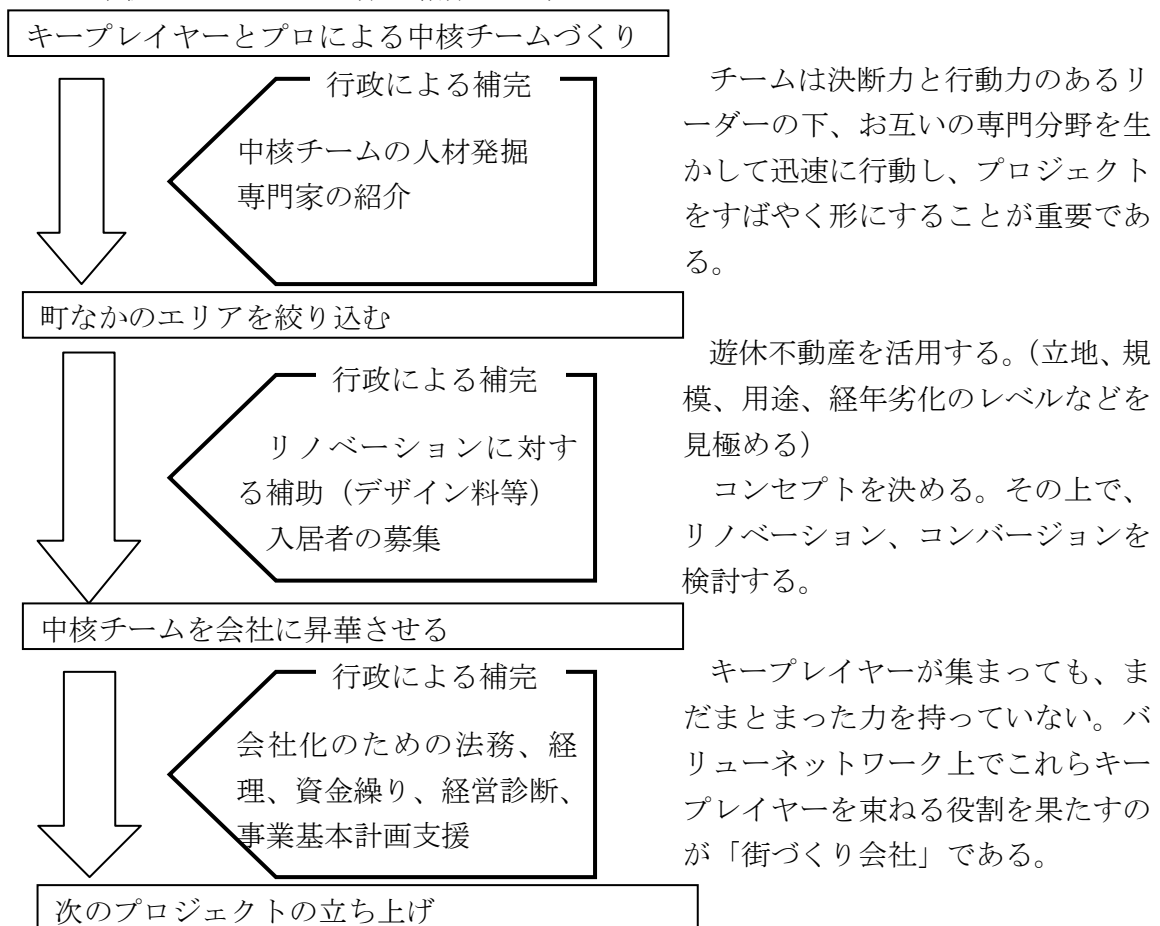 キープレイヤーとプロによる中核チームづくり
行政による補完
中核チームの人材発掘
専門家の紹介
チームは決断力と行動力のあるリ
ーダーの下、お互いの専門分野を生
かして迅速に行動し、プロジェクト
をすばやく形にすることが重要であ
る。
町なかのエリアを絞り込む
行政による補完
リノベーションに対す
る補助（デザイン料等）
入居者の募集
遊休不動産を活用する。（立地、規
模、用途、経年劣化のレベルなどを
見極める）
コンセプトを決める。その上で、
リノベーション、コンバージョンを
検討する。
中核チームを会社に昇華させる
行政による補完
会社化のための法務、経
理、資金繰り、経営診断、
事業基本計画支援
キープレイヤーが集まっても、ま
だまとまった力を持っていない。バ
リューネットワーク上でこれらキー
プレイヤーを束ねる役割を果たすの
が「街づくり会社」である。
次のプロジェクトの立ち上げ